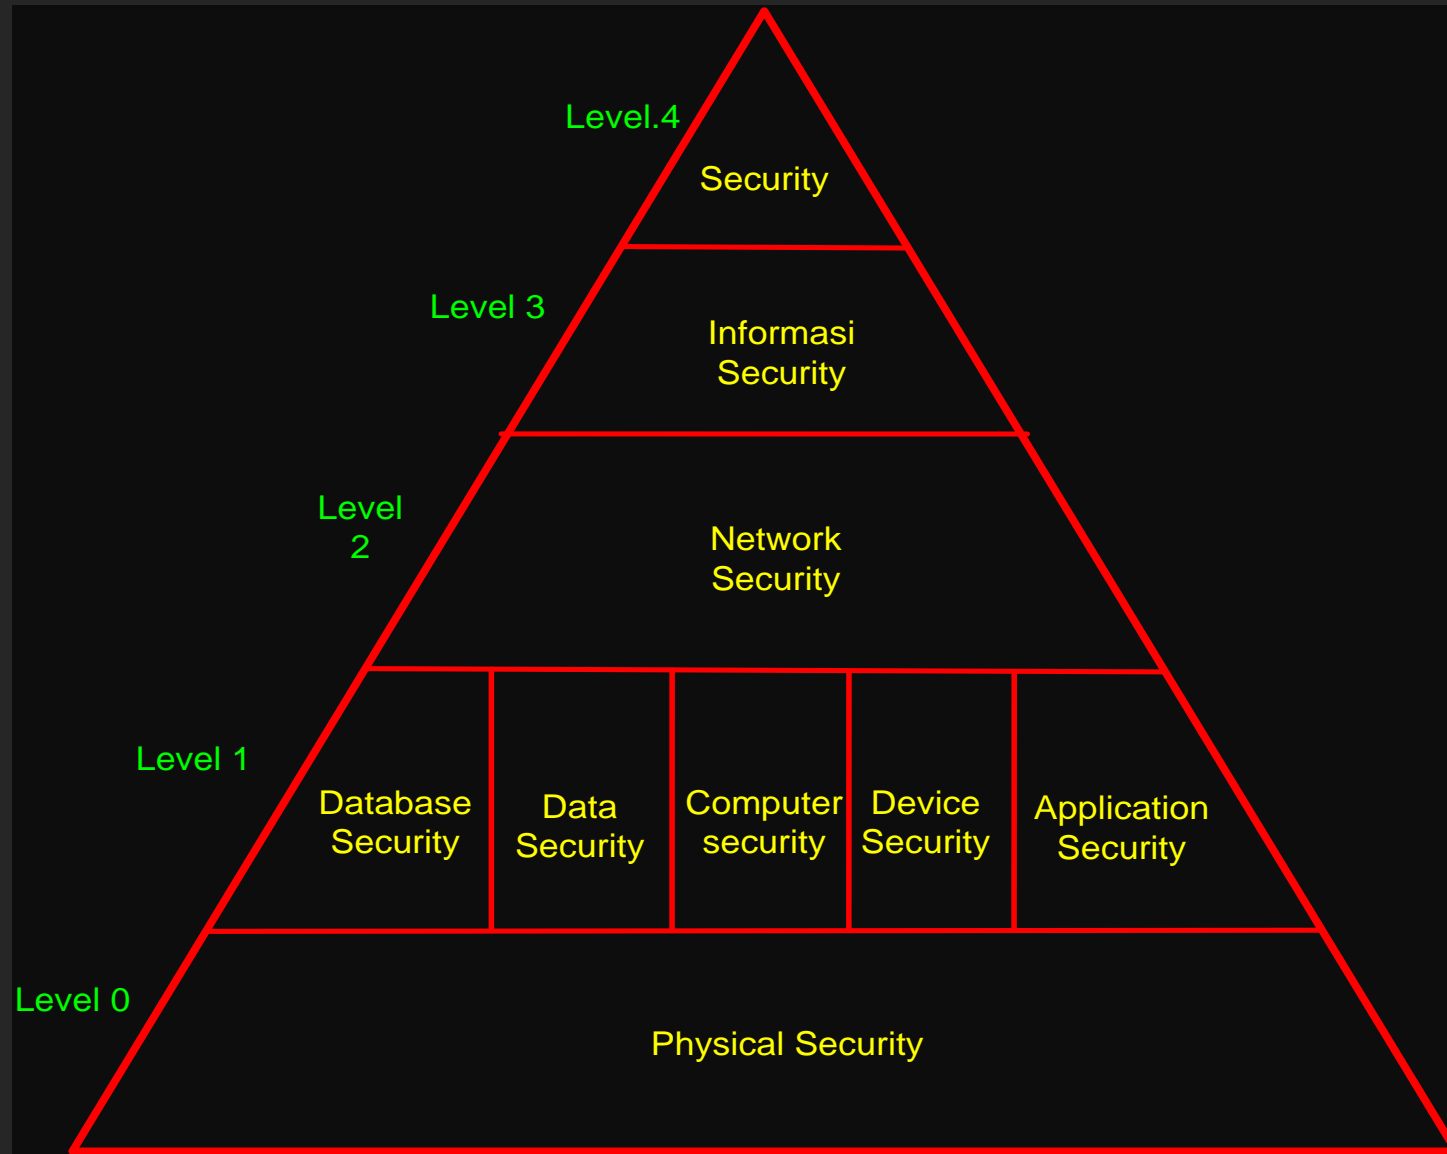 Level.4
Security
Level 3
Informasi
Security
Level
2
Network
Security
Level 1
Database
Security
Data
Security
Computer
security
Device
Security
Application
Security
Level 0
Physical Security